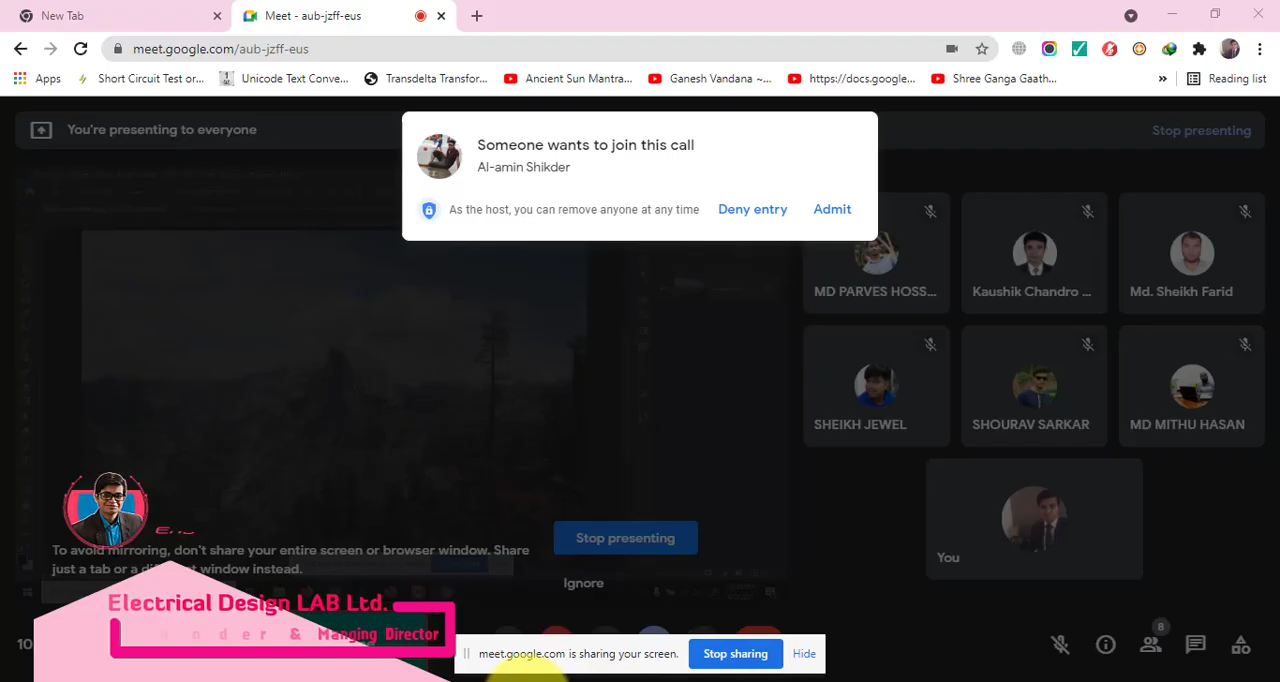 New Tab
Meet - aub-jzff-eus
meet.google.com/aub-jzff-eus
Apps
Short Circuit Test or...
Unicode Text Conve...
Transdelta Transfor...
Ancient Sun Mantra...
Ganesh Vandana ~...
https://docs.google...
Shree Ganga Gaath...
»
Reading list
You're presenting to everyone
Stop presenting
Someone wants to join this call
Al-amin Shikder
As the host, you can remove anyone at any time
Deny entry
Admit
MD PARVES HOSS...
Kaushik Chandro ...
Md. Sheikh Farid
SHEIKH JEWEL
SHOURAV SARKAR
MD MITHU HASAN
You
To avoid mirroring, don't share your entire screen or browser window. Share
just a tab or a different window instead.
Stop presenting
Ignore
Electrical Design LAB Ltd.
nder & Manging Director
10
meet.google.com is sharing your screen.
Stop sharing
Hide
8